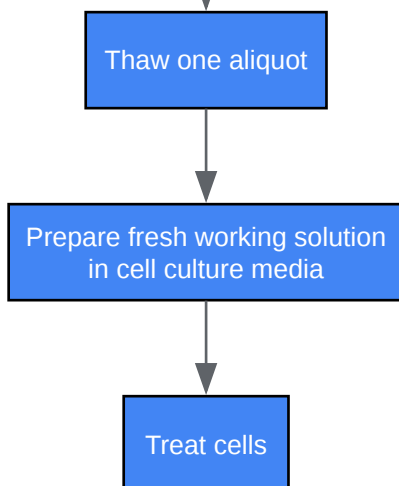 Thaw one aliquot
Prepare fresh working solution
in cell culture media
Treat cells